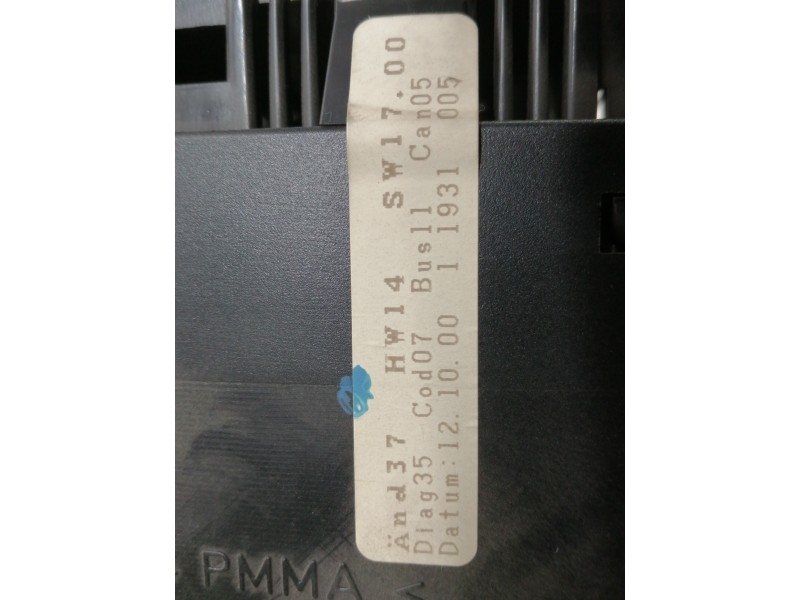 Änd37 HW14 SW17.00
Diag35 Cod07 Bus11 Can05
Datum:12.10.00 1 1931 005
PMMA <